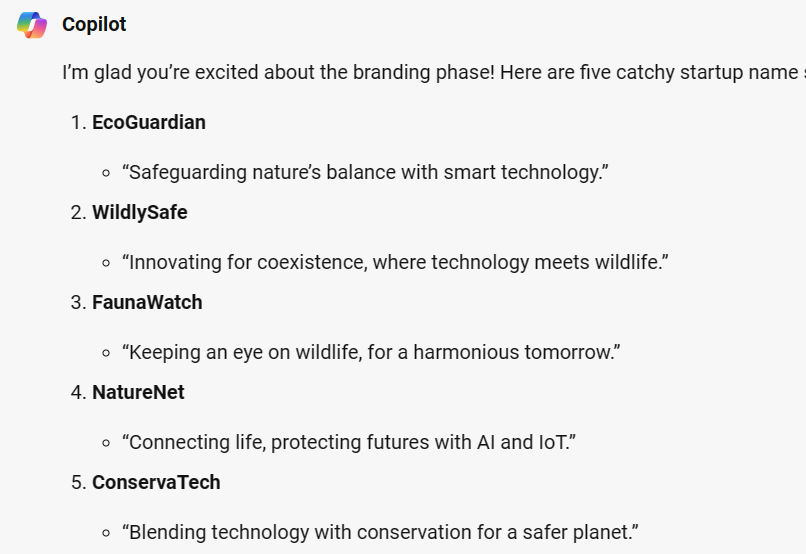 Copilot
I’m glad you’re excited about the branding phase! Here are five catchy startup name
1. EcoGuardian
“Safeguarding nature’s balance with smart technology.”
2. WildlySafe
“Innovating for coexistence, where technology meets wildlife.”
3. FaunaWatch
“Keeping an eye on wildlife, for a harmonious tomorrow.”
4. NatureNet
“Connecting life, protecting futures with AI and IoT.”
5. ConservaTech
“Blending technology with conservation for a safer planet.”